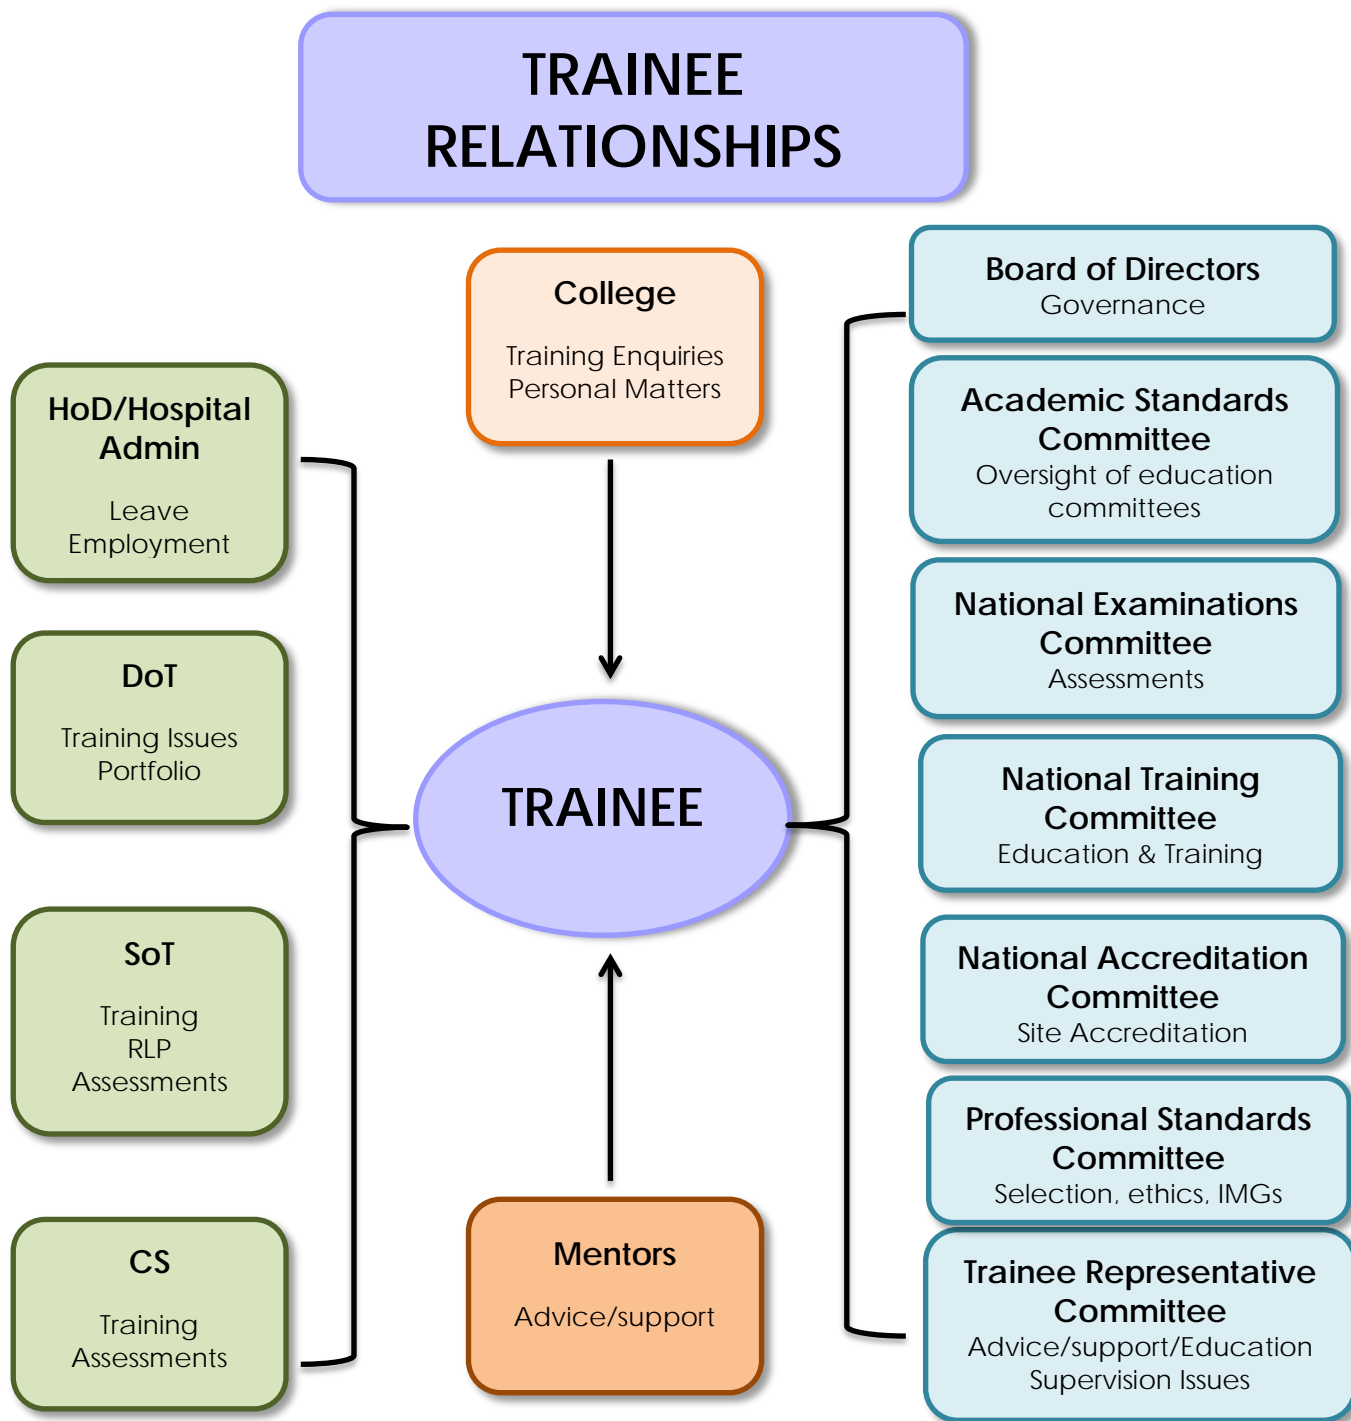 TRAINEE
RELATIONSHIPS
College
Training Enquiries
Personal Matters
HoD/Hospital
Admin
Leave
Employment
DoT
Training Issues
Portfolio
SoT
Training
RLP
Assessments
CS
Training
Assessments
TRAINEE
Mentors
Advice/support
Board of Directors
Governance
Academic Standards
Committee
Oversight of education
committees
National Examinations
Committee
Assessments
National Training
Committee
Education & Training
National Accreditation
Committee
Site Accreditation
Professional Standards
Committee
Selection, ethics, IMGs
Trainee Representative
Committee
Advice/support/Education
Supervision Issues